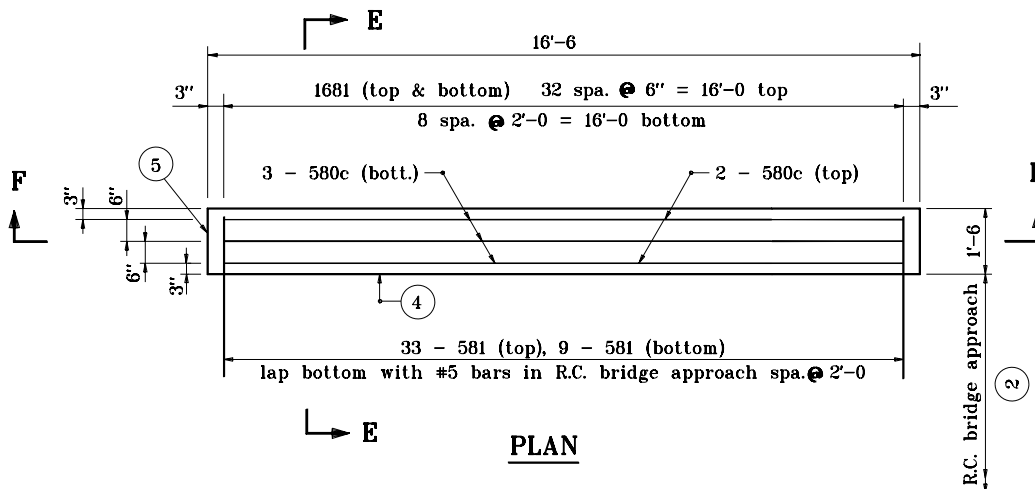 E
16'-6
3" 1681 (top & bottom) 32 spa. @ 6" = 16'-0 top 3"
8 spa. @ 2'-0 = 16'-0 bottom
5
3 - 580c (bott.) 2 - 580c (top)
F
3"
6"
6"
3"
1'-6
4
33 - 581 (top), 9 - 581 (bottom)
lap bottom with #5 bars in R.C. bridge approach spa. @ 2'-0
R.C. bridge approach
2
E
PLAN